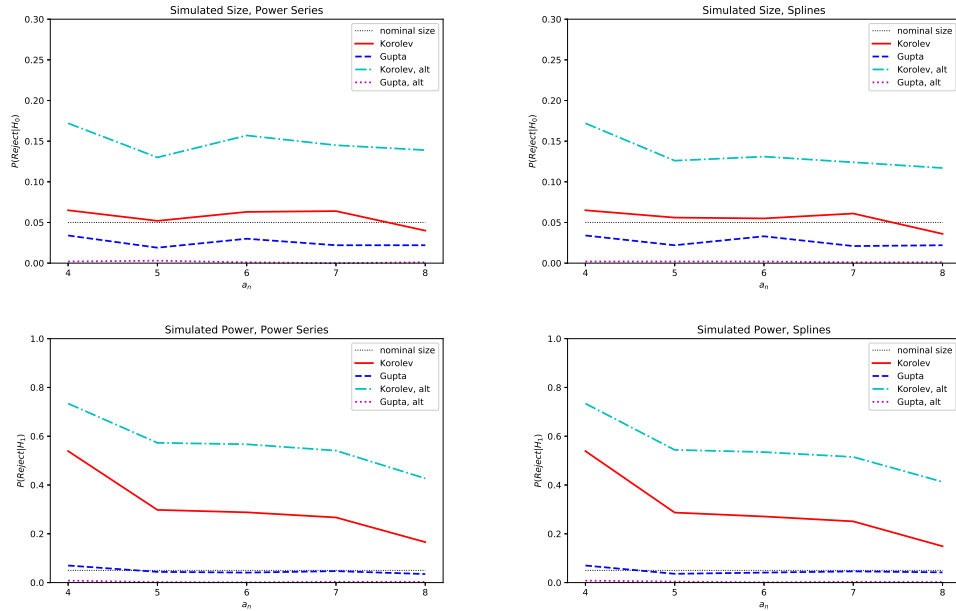 Simulated Size, Power Series
0.30
0.25
0.20
0.15
0.10
0.05
0.00
P(Reject|H₀)
nominal size
Korolev
Gupta
Korolev, alt
Gupta, alt
4 5 6 7 8
aₙ
Simulated Size, Splines
0.30
0.25
0.20
0.15
0.10
0.05
0.00
P(Reject|H₀)
nominal size
Korolev
Gupta
Korolev, alt
Gupta, alt
4 5 6 7 8
aₙ
Simulated Power, Power Series
1.0
0.8
0.6
0.4
0.2
0.0
P(Reject|H₁)
nominal size
Korolev
Gupta
Korolev, alt
Gupta, alt
4 5 6 7 8
aₙ
Simulated Power, Splines
1.0
0.8
0.6
0.4
0.2
0.0
P(Reject|H₁)
nominal size
Korolev
Gupta
Korolev, alt
Gupta, alt
4 5 6 7 8
aₙ